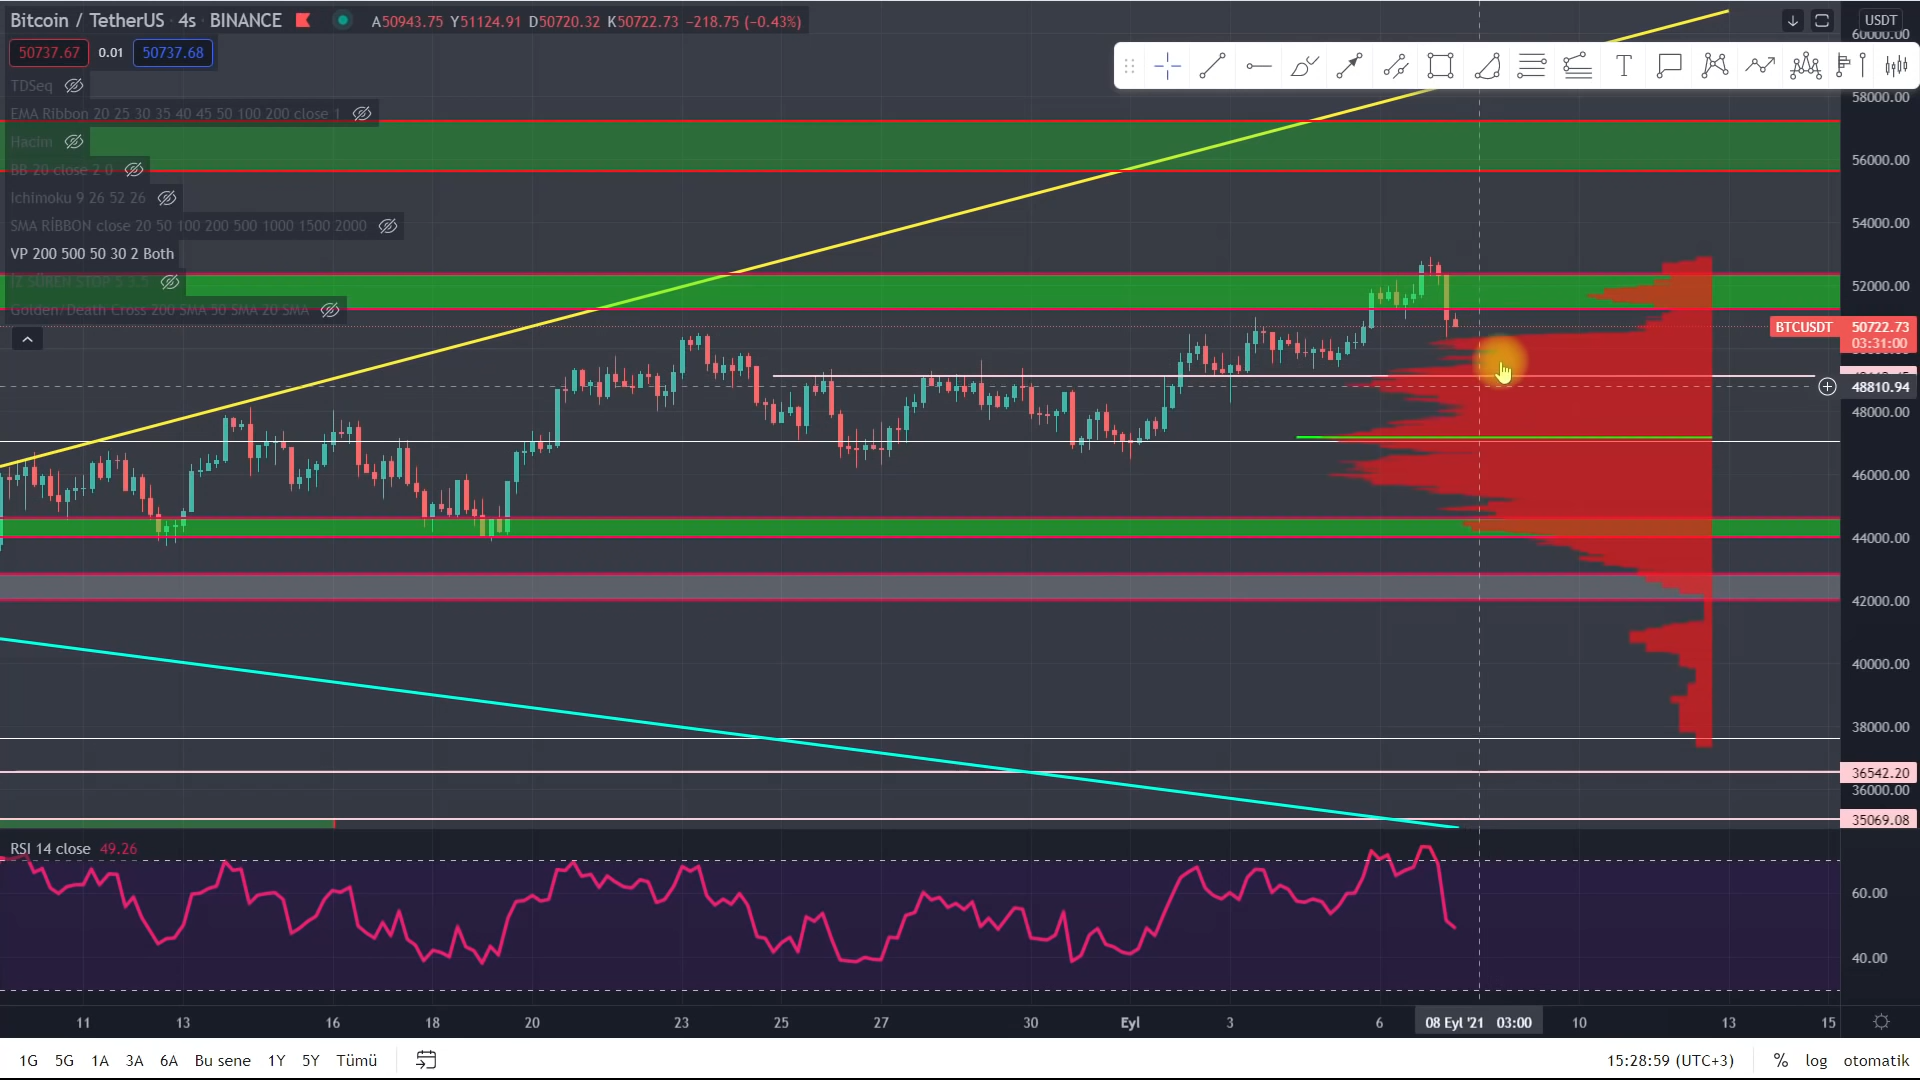 Bitcoin / TetherUS 4s BINANCE A50943.75 Y51124.91 D50720.32 K50722.73 −218.75 (−0.43%)
50737.67 0.01 50737.68
TDSeq
EMA Ribbon 20 25 30 35 40 45 50 100 200 close 1
Hacim
BB 20 close 2 0
Ichimoku 9 26 52 26
SMA RİBBON close 20 50 100 200 500 1000 1500 2000
VP 200 500 50 30 2 Both
İZ SÜREN STOP 5 3.5
Golden/Death Cross 200 SMA 50 SMA 20 SMA
USDT
60000.00
58000.00
56000.00
54000.00
52000.00
BTCUSDT 50722.73
03:31:00
48810.94
48000.00
46000.00
44000.00
42000.00
40000.00
38000.00
36542.20
36000.00
35069.08
RSI 14 close 49.26
60.00
40.00
11 13 16 18 20 23 25 27 30 Eyl 3 6 08 Eyl '21 03:00 10 13 15
1G 5G 1A 3A 6A Bu sene 1Y 5Y Tümü 15:28:59 (UTC+3) % log otomatik